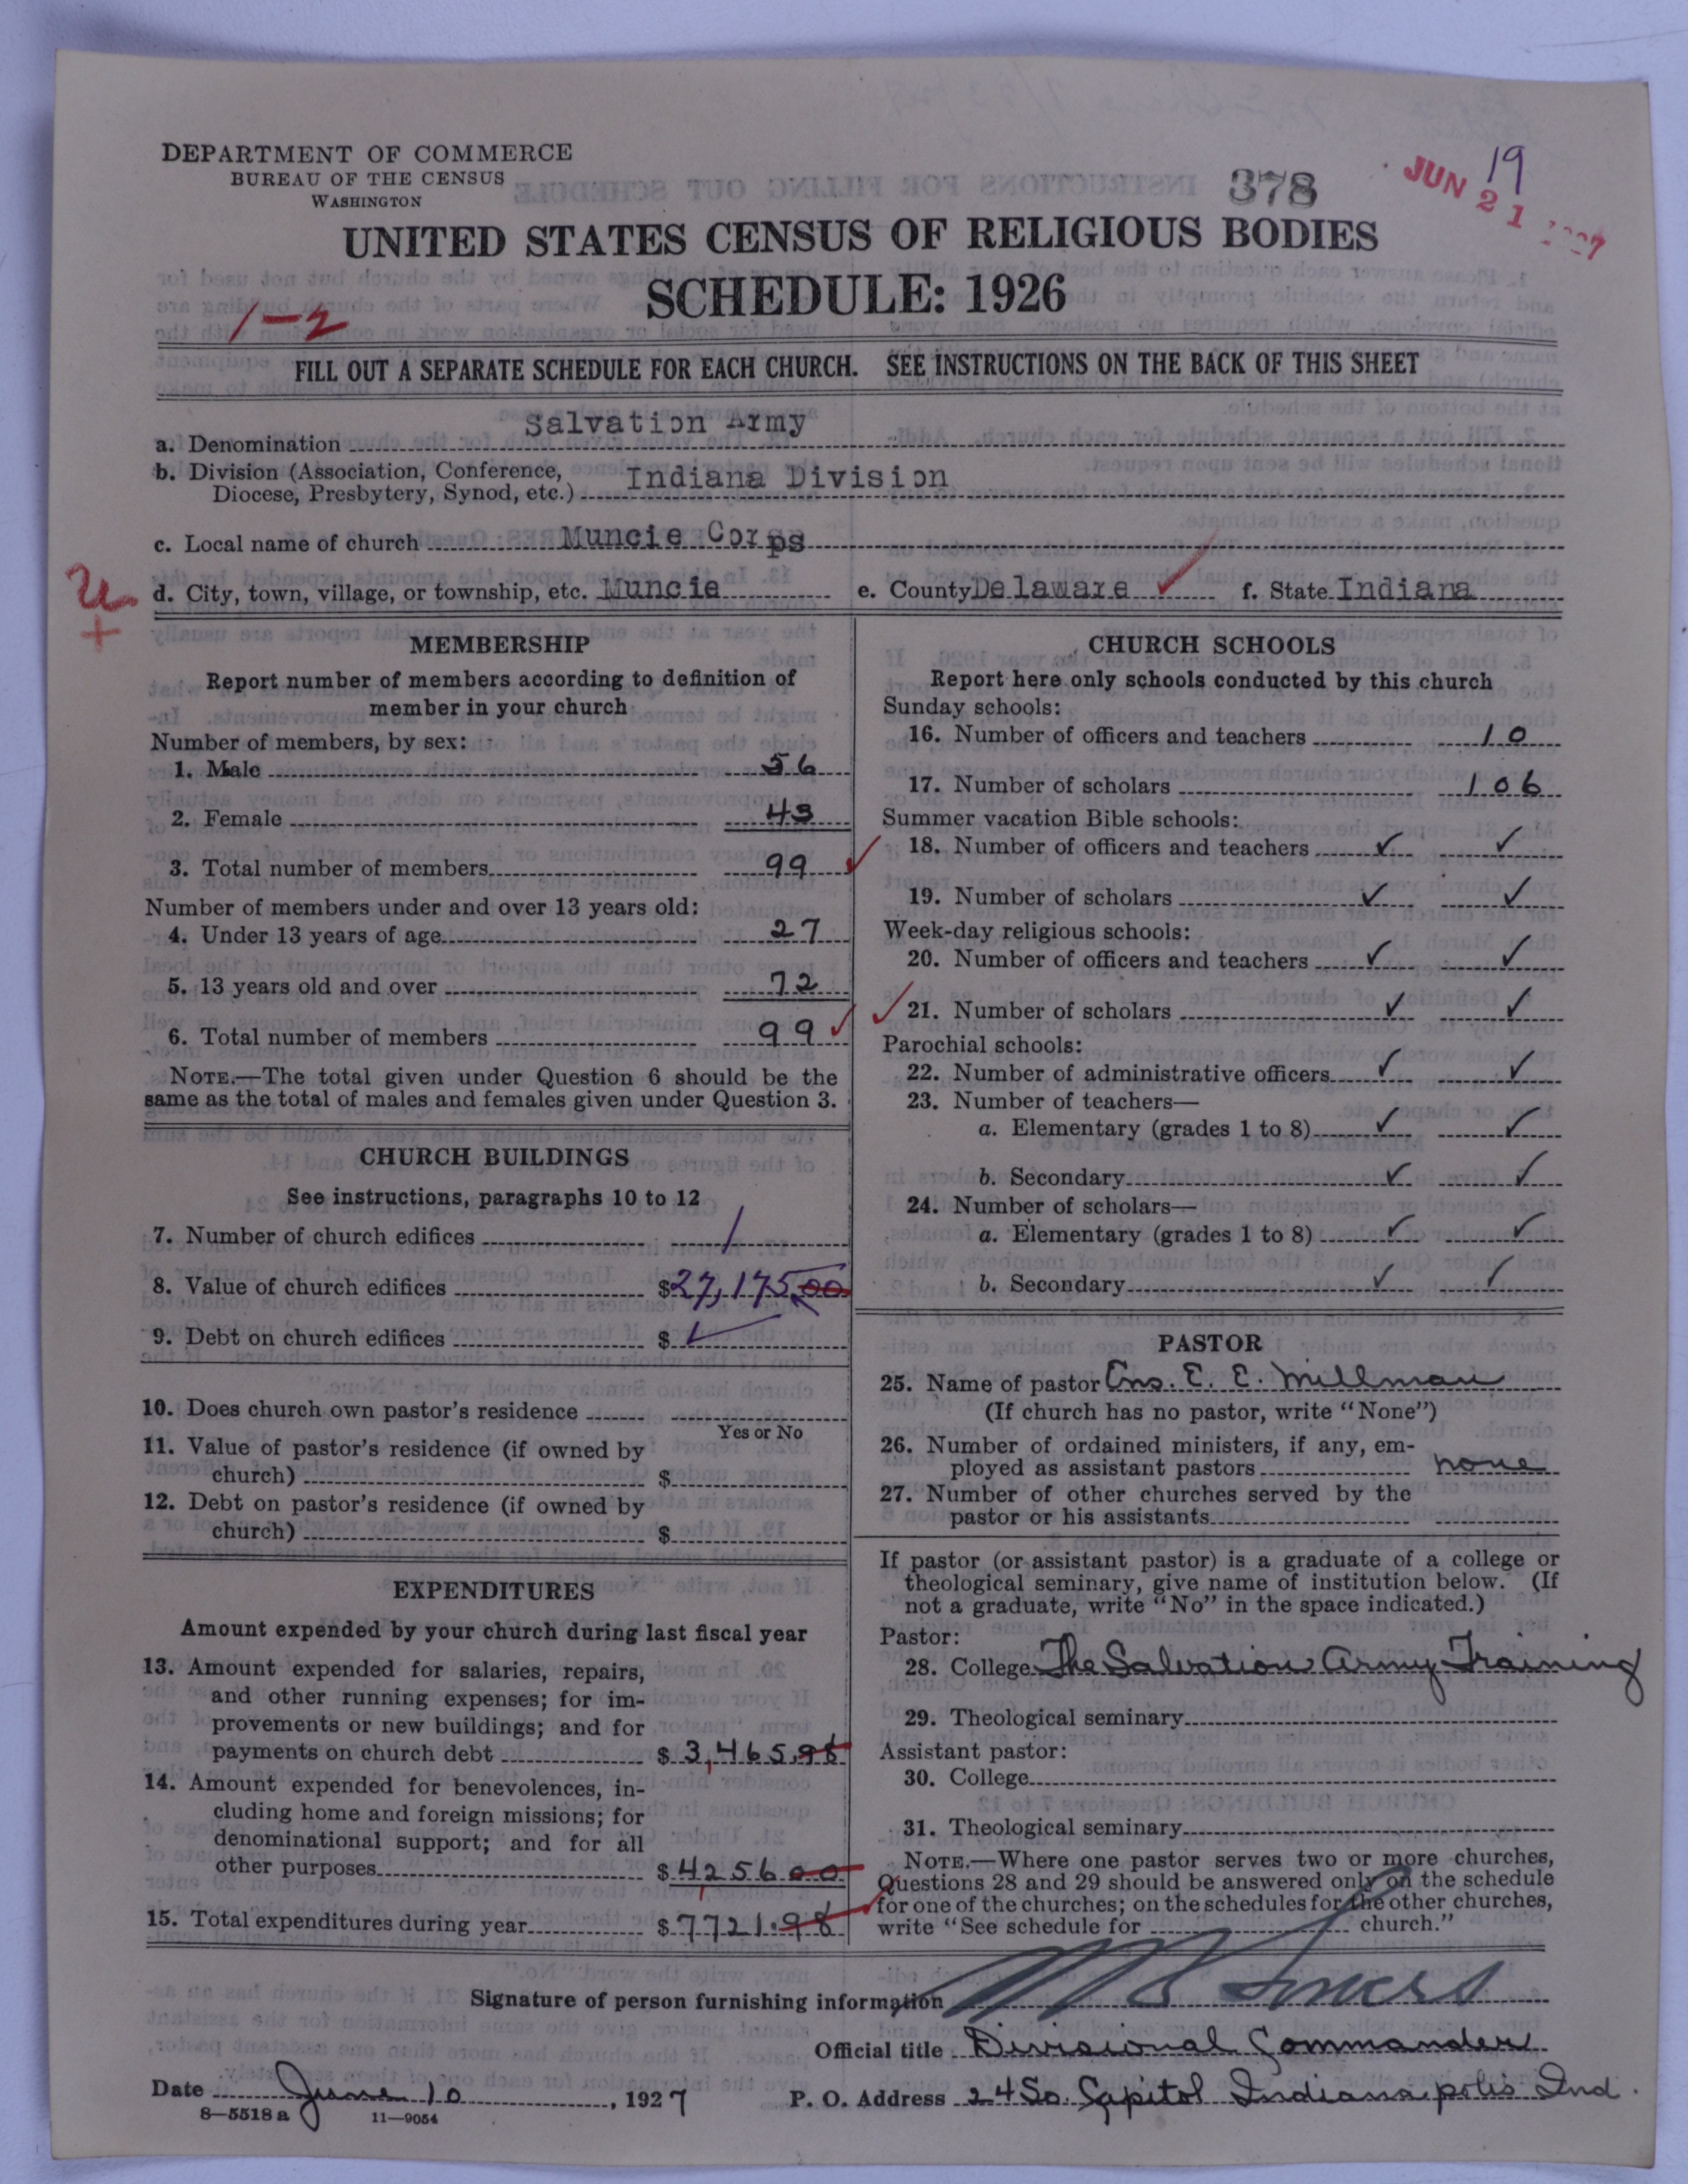 DEPARTMENT OF COMMERCE
BUREAU OF THE CENSUS
WASHINGTON
378
19
JUN 21 1927
UNITED STATES CENSUS OF RELIGIOUS BODIES
SCHEDULE: 1926
1-2
FILL OUT A SEPARATE SCHEDULE FOR EACH CHURCH. SEE INSTRUCTIONS ON THE BACK OF THIS SHEET
a. Denomination Salvation Army
b. Division (Association, Conference, Diocese, Presbytery, Synod, etc.) Indiana Division
c. Local name of church Muncie Corps
d. City, town, village, or township, etc. Muncie e. County Delaware ✓ f. State Indiana
MEMBERSHIP
Report number of members according to definition of
member in your church
Number of members, by sex:
1. Male 56
2. Female 43
3. Total number of members 99 ✓
Number of members under and over 13 years old:
4. Under 13 years of age 27
5. 13 years old and over 72
6. Total number of members 99 ✓
NOTE.—The total given under Question 6 should be the
same as the total of males and females given under Question 3.
CHURCH BUILDINGS
See instructions, paragraphs 10 to 12
7. Number of church edifices 1
8. Value of church edifices $27,175.00
9. Debt on church edifices $ ✓
10. Does church own pastor's residence
Yes or No
11. Value of pastor's residence (if owned by
church) $
12. Debt on pastor's residence (if owned by
church) $
EXPENDITURES
Amount expended by your church during last fiscal year
13. Amount expended for salaries, repairs,
and other running expenses; for im-
provements or new buildings; and for
payments on church debt $3,465.98
14. Amount expended for benevolences, in-
cluding home and foreign missions; for
denominational support; and for all
other purposes $4,256 00
15. Total expenditures during year $7721.98 ✓
CHURCH SCHOOLS
Report here only schools conducted by this church
Sunday schools:
16. Number of officers and teachers 10
17. Number of scholars 106
Summer vacation Bible schools:
18. Number of officers and teachers ✓ ✓
19. Number of scholars ✓ ✓
Week-day religious schools:
20. Number of officers and teachers ✓ ✓
✓ 21. Number of scholars ✓ ✓
Parochial schools:
22. Number of administrative officers ✓ ✓
23. Number of teachers—
a. Elementary (grades 1 to 8) ✓ ✓
b. Secondary ✓ ✓
24. Number of scholars—
a. Elementary (grades 1 to 8) ✓ ✓
b. Secondary ✓ ✓
PASTOR
25. Name of pastor E. E. Millman
(If church has no pastor, write "None")
26. Number of ordained ministers, if any, em-
ployed as assistant pastors none
27. Number of other churches served by the
pastor or his assistants
If pastor (or assistant pastor) is a graduate of a college or
theological seminary, give name of institution below. (If
not a graduate, write "No" in the space indicated.)
Pastor:
28. College The Salvation Army Training
29. Theological seminary
Assistant pastor:
30. College
31. Theological seminary
NOTE.—Where one pastor serves two or more churches,
Questions 28 and 29 should be answered only on the schedule
for one of the churches; on the schedules for the other churches,
write "See schedule for church."
Signature of person furnishing information
Official title Divisional Commander
Date June 10, 1927 P. O. Address 24 So. Capitol Indianapolis Ind.
8—5518 a 11—9054